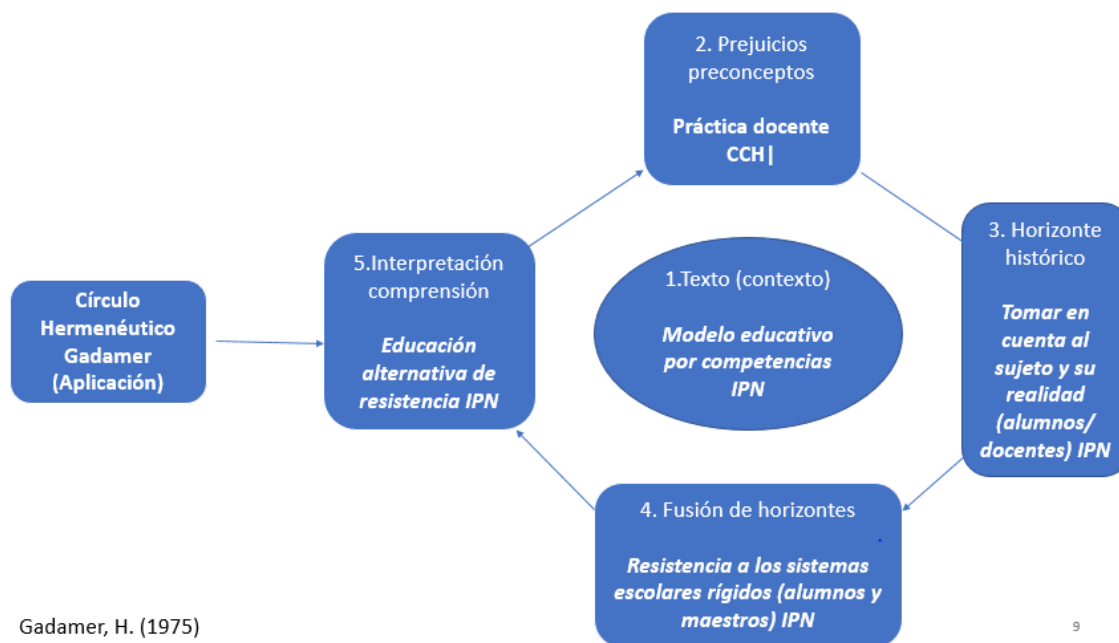 2. Prejuicios
preconceptos
Práctica docente
CCH|
3. Horizonte
histórico
Tomar en
cuenta al
sujeto y su
realidad
(alumnos/
docentes) IPN
1.Texto (contexto)
Modelo educativo
por competencias
IPN
5.Interpretación
comprensión
Educación
alternativa de
resistencia IPN
Círculo
Hermenéutico
Gadamer
(Aplicación)
4. Fusión de horizontes
Resistencia a los sistemas
escolares rígidos (alumnos y
maestros) IPN
Gadamer, H. (1975)
9